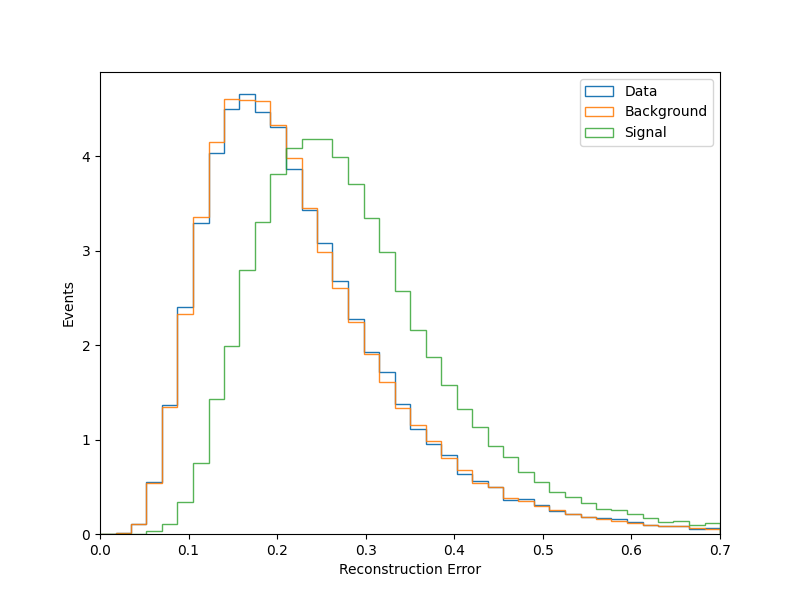 Data
Background
Signal
4
3
2
1
0
Events
0.0 0.1 0.2 0.3 0.4 0.5 0.6 0.7
Reconstruction Error